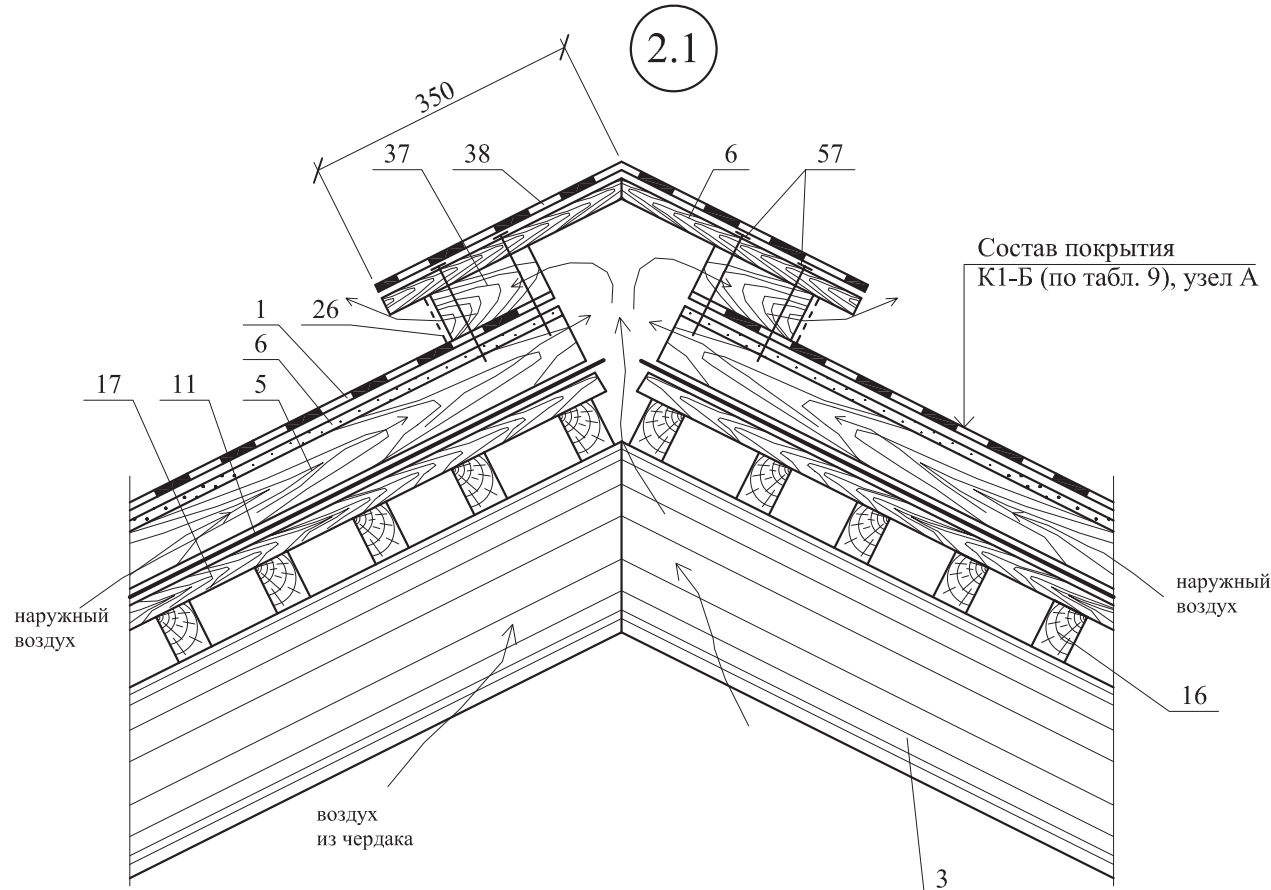 2.1
350
37
38
6
57
Состав покрытия
К1-Б (по табл. 9), узел А
26
1
6
17
11
5
наружный
воздух
наружный
воздух
16
воздух
из чердака
3